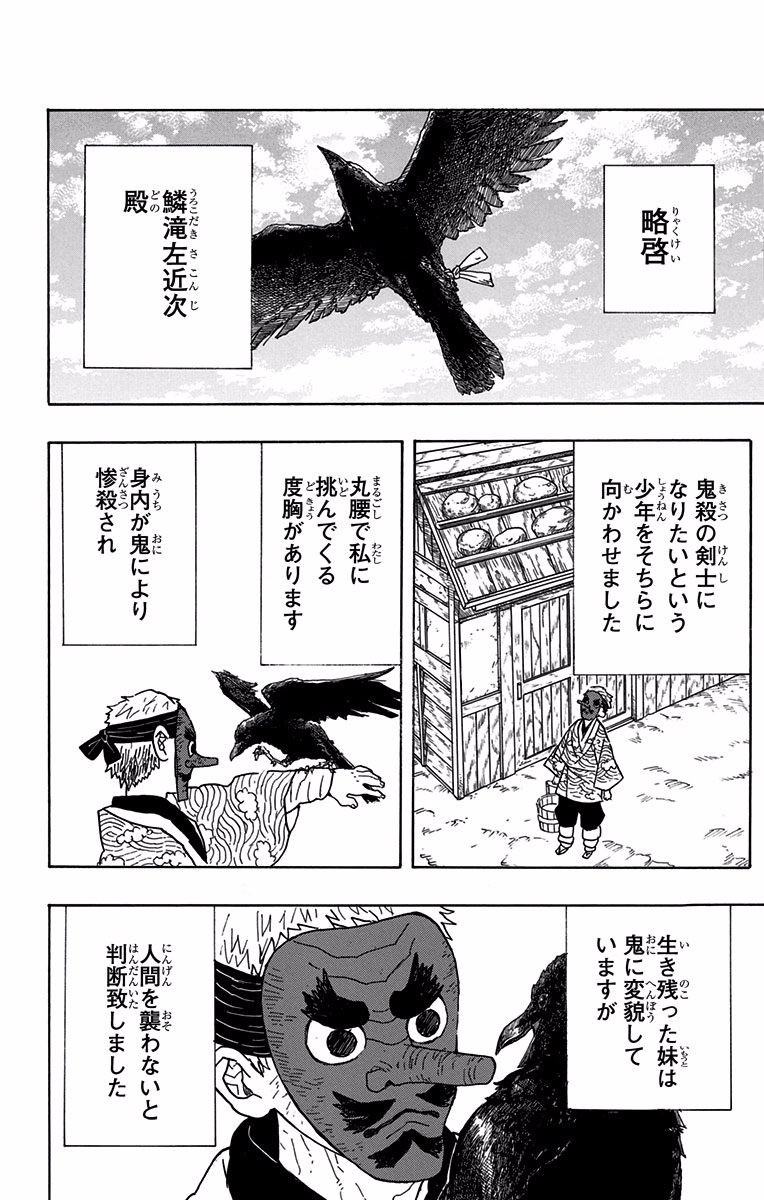 略啓
鱗滝左近次
殿
鬼殺の剣士に
なりたいという
少年をそちらに
向かわせました
丸腰で私に
挑んでくる
度胸があります
身内が鬼により
惨殺され
生き残った妹は
鬼に変貌して
いますが
人間を襲わないと
判断致しました